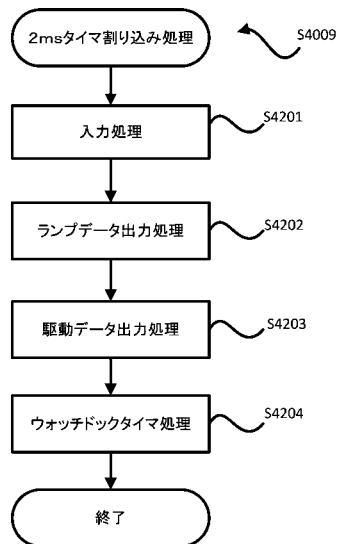 2msタイマ割り込み処理
S4009
入力処理
S4201
ランプデータ出力処理
S4202
駆動データ出力処理
S4203
ウォッチドックタイマ処理
S4204
終了